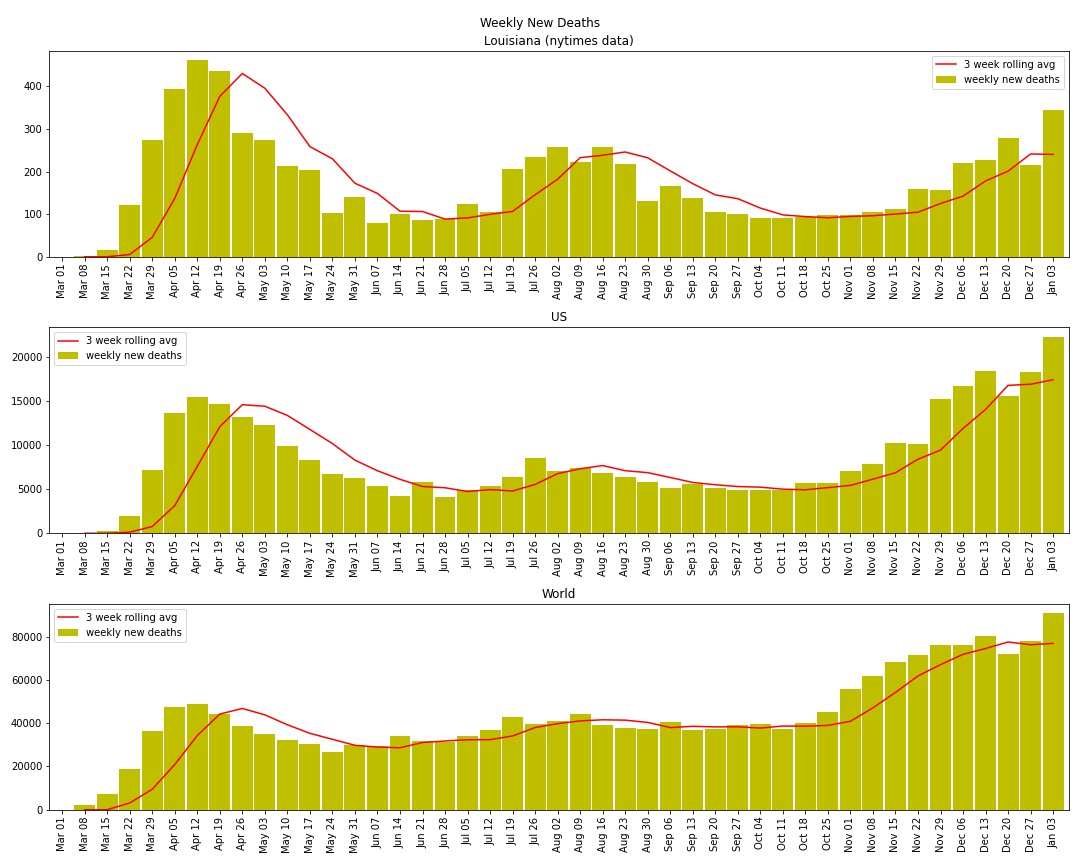 Weekly New Deaths
Louisiana (nytimes data)
3 week rolling avg
weekly new deaths
400
300
200
100
0
Mar 01 Mar 08 Mar 15 Mar 22 Mar 29 Apr 05 Apr 12 Apr 19 Apr 26 May 03 May 10 May 17 May 24 May 31 Jun 07 Jun 14 Jun 21 Jun 28 Jul 05 Jul 12 Jul 19 Jul 26 Aug 02 Aug 09 Aug 16 Aug 23 Aug 30 Sep 06 Sep 13 Sep 20 Sep 27 Oct 04 Oct 11 Oct 18 Oct 25 Nov 01 Nov 08 Nov 15 Nov 22 Nov 29 Dec 06 Dec 13 Dec 20 Dec 27 Jan 03
US
3 week rolling avg
weekly new deaths
20000
15000
10000
5000
0
Mar 01 Mar 08 Mar 15 Mar 22 Mar 29 Apr 05 Apr 12 Apr 19 Apr 26 May 03 May 10 May 17 May 24 May 31 Jun 07 Jun 14 Jun 21 Jun 28 Jul 05 Jul 12 Jul 19 Jul 26 Aug 02 Aug 09 Aug 16 Aug 23 Aug 30 Sep 06 Sep 13 Sep 20 Sep 27 Oct 04 Oct 11 Oct 18 Oct 25 Nov 01 Nov 08 Nov 15 Nov 22 Nov 29 Dec 06 Dec 13 Dec 20 Dec 27 Jan 03
World
3 week rolling avg
weekly new deaths
80000
60000
40000
20000
0
Mar 01 Mar 08 Mar 15 Mar 22 Mar 29 Apr 05 Apr 12 Apr 19 Apr 26 May 03 May 10 May 17 May 24 May 31 Jun 07 Jun 14 Jun 21 Jun 28 Jul 05 Jul 12 Jul 19 Jul 26 Aug 02 Aug 09 Aug 16 Aug 23 Aug 30 Sep 06 Sep 13 Sep 20 Sep 27 Oct 04 Oct 11 Oct 18 Oct 25 Nov 01 Nov 08 Nov 15 Nov 22 Nov 29 Dec 06 Dec 13 Dec 20 Dec 27 Jan 03